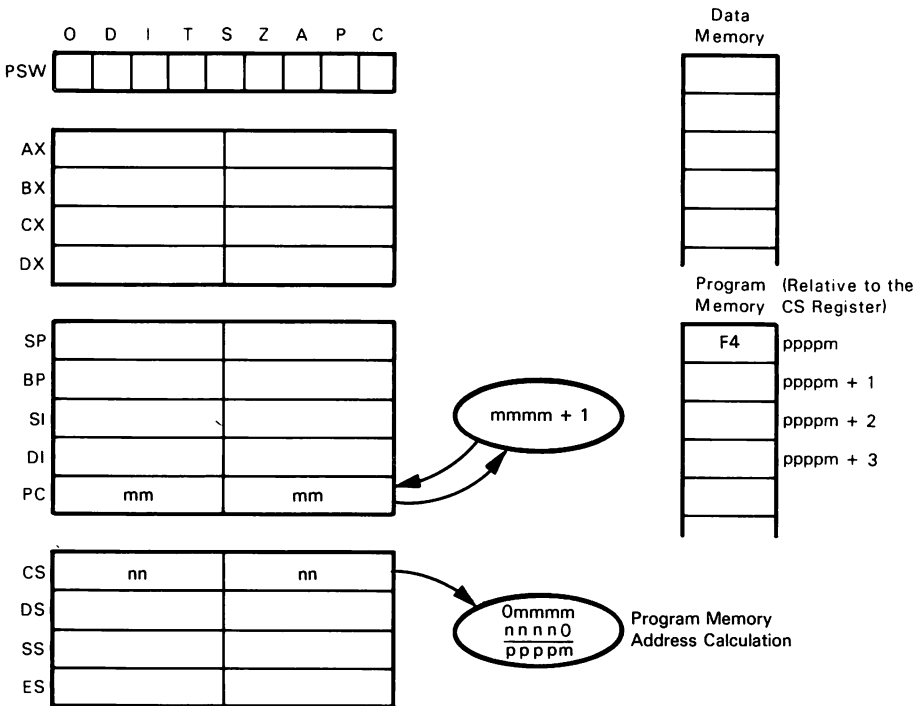 O D I T S Z A P C
PSW
AX
BX
CX
DX
SP
BP
SI
DI
PC mm mm
mmmm + 1
CS nn nn
DS
SS
ES
0mmmm
nnnn0
ppppm
Program Memory
Address Calculation
Data
Memory
Program (Relative to the
Memory CS Register)
F4 ppppm
ppppm + 1
ppppm + 2
ppppm + 3